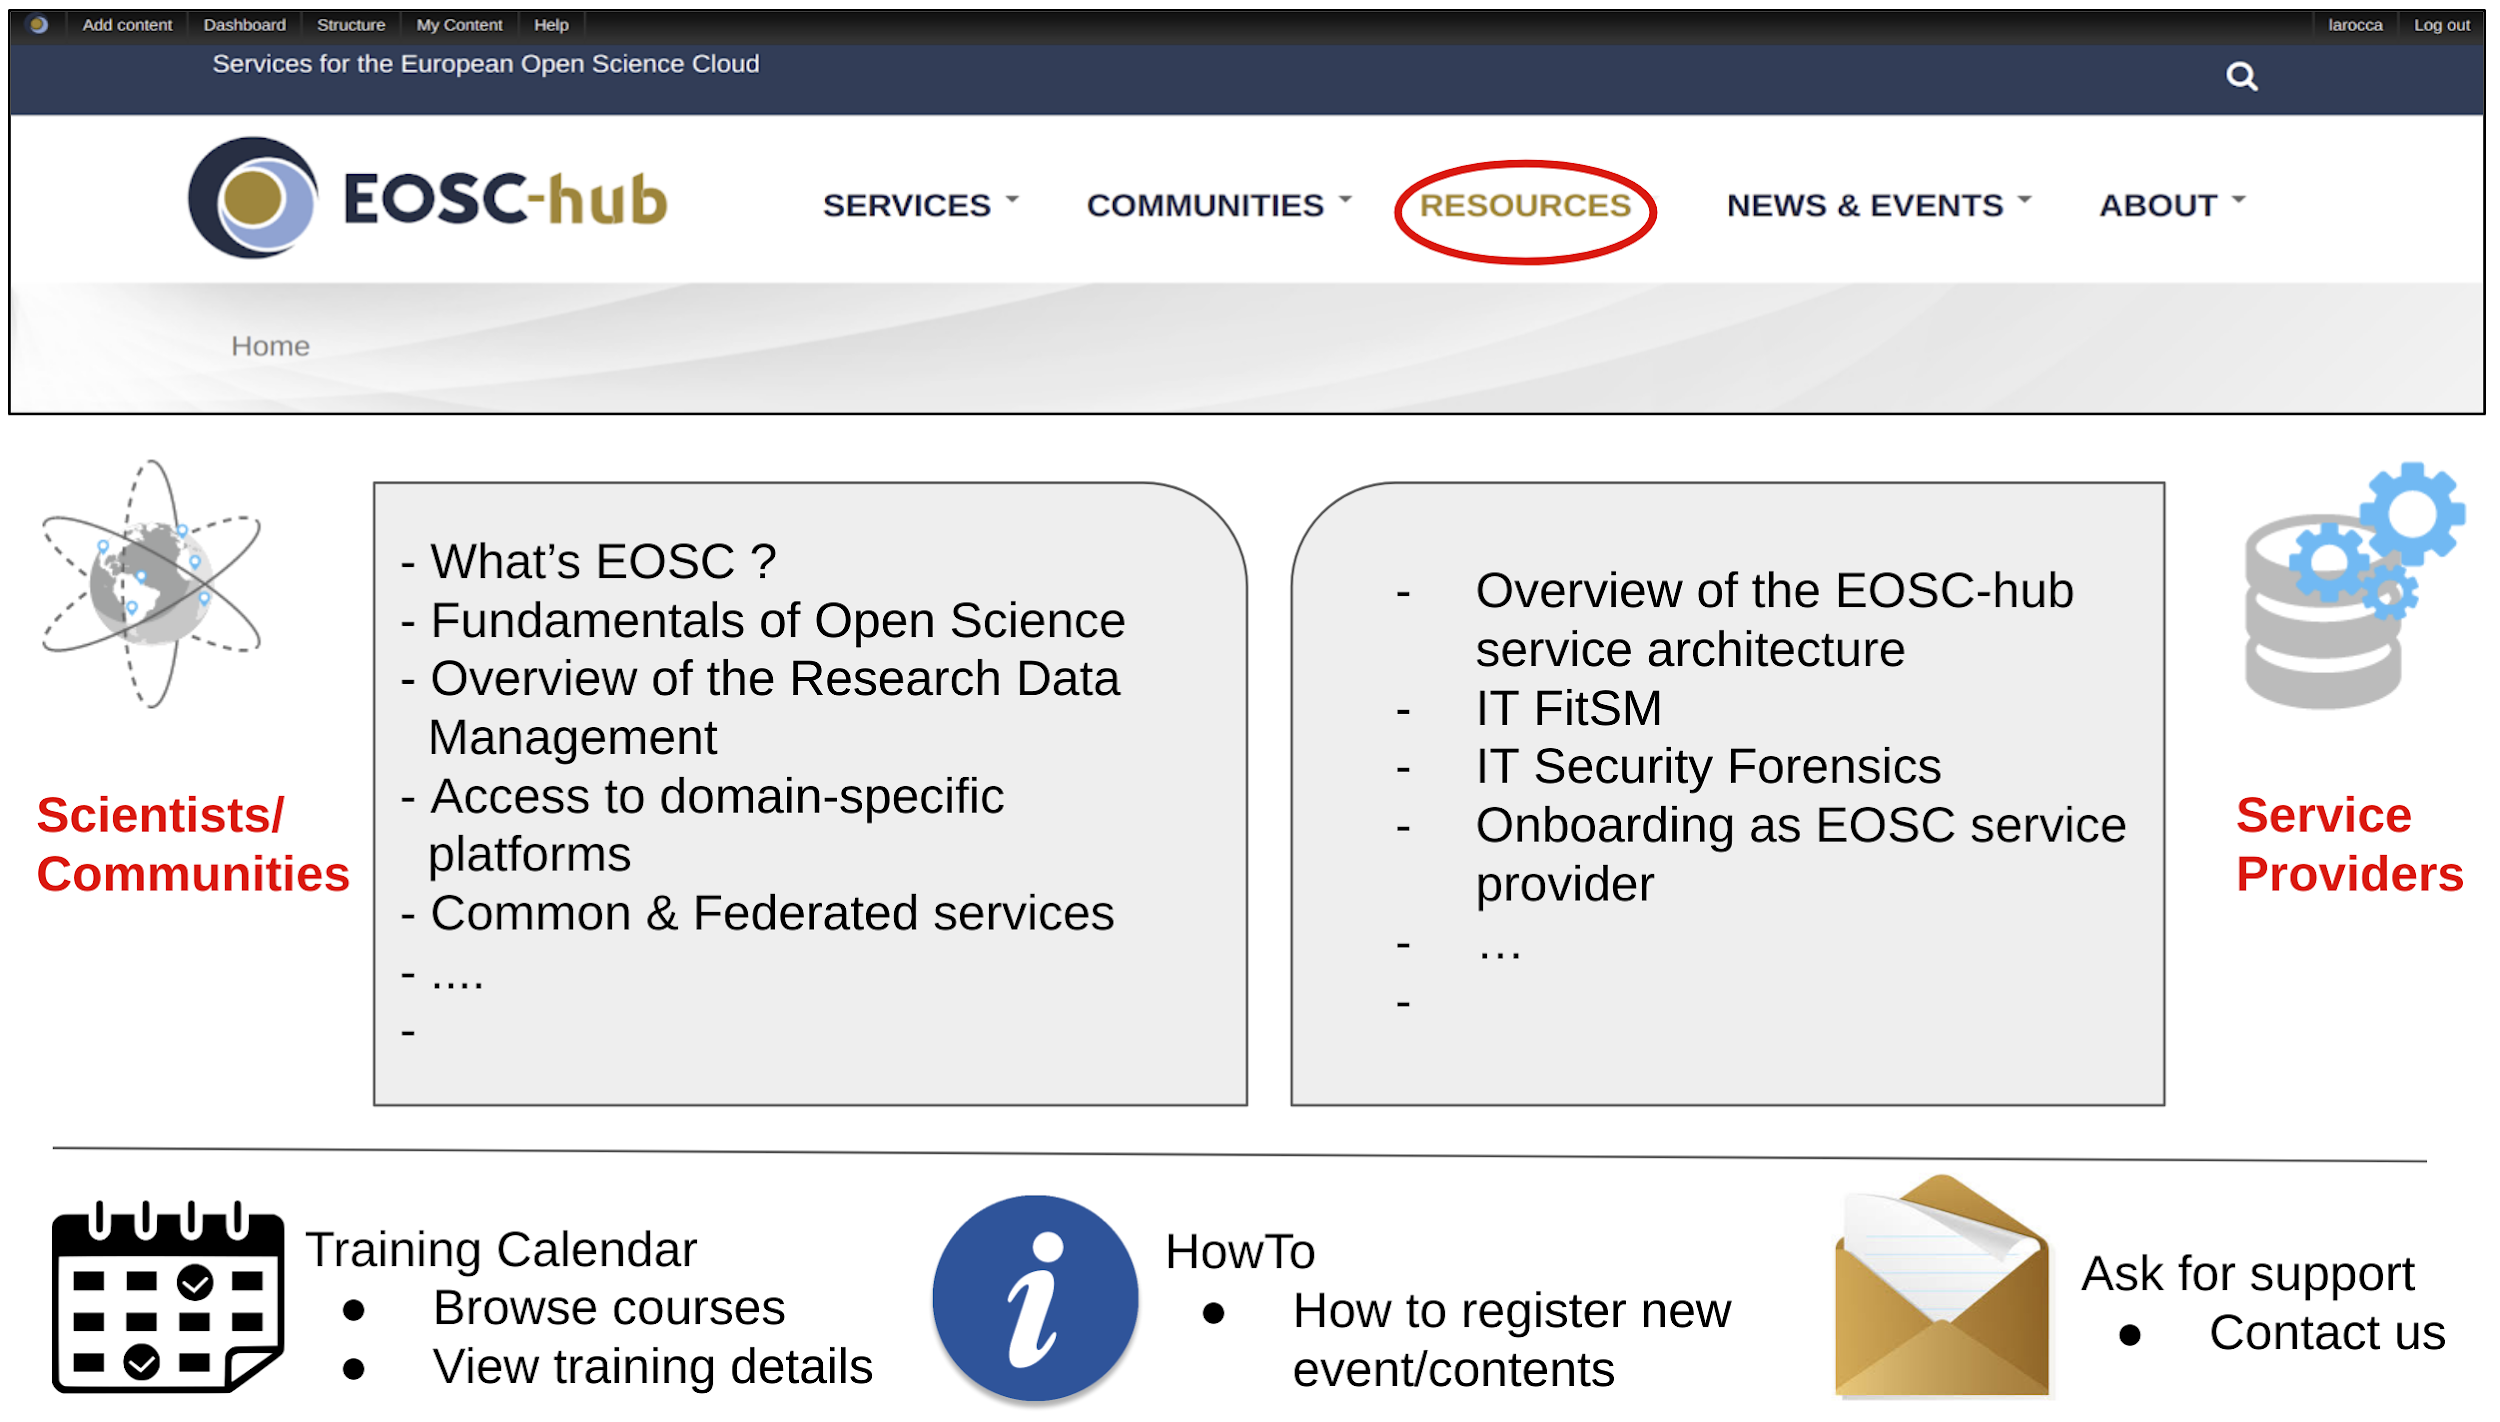 Add content Dashboard Structure My Content Help larocca Log out
Services for the European Open Science Cloud
EOSC-hub SERVICES COMMUNITIES RESOURCES NEWS & EVENTS ABOUT
Home
Scientists/
Communities
- What’s EOSC ?
- Fundamentals of Open Science
- Overview of the Research Data
Management
- Access to domain-specific
platforms
- Common & Federated services
- ....
-
- Overview of the EOSC-hub
service architecture
- IT FitSM
- IT Security Forensics
- Onboarding as EOSC service
provider
- …
-
Service
Providers
Training Calendar
● Browse courses
● View training details
HowTo
● How to register new
event/contents
Ask for support
● Contact us